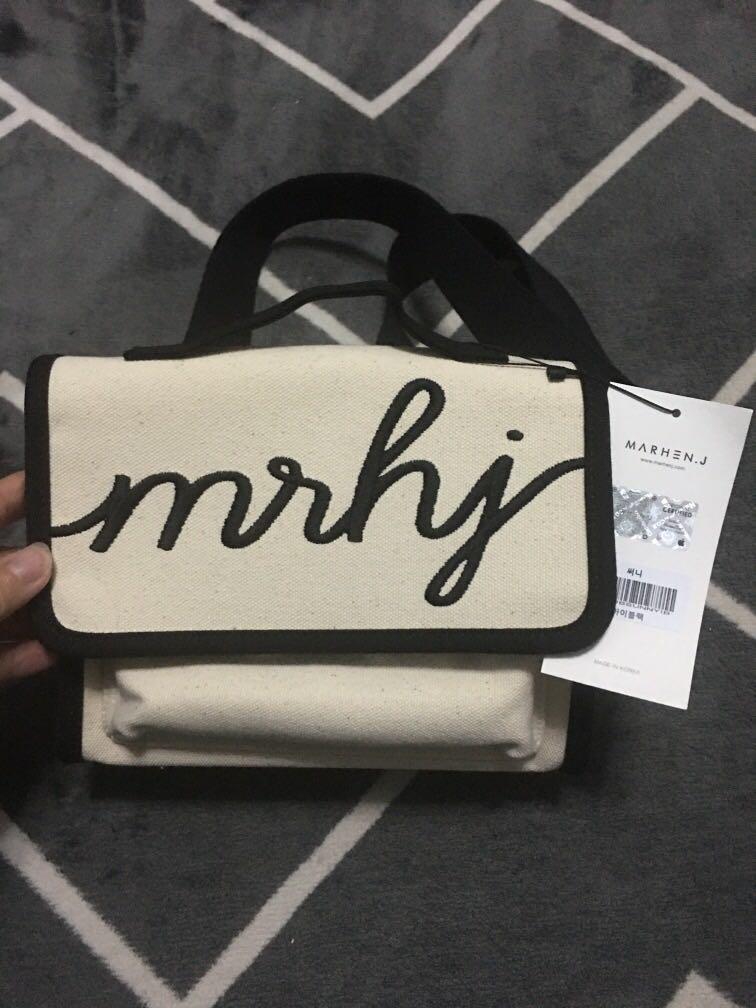 mrhj
MARHEN.J
www.marhenj.com
CERTIFIED
써니
MADE IN KOREA